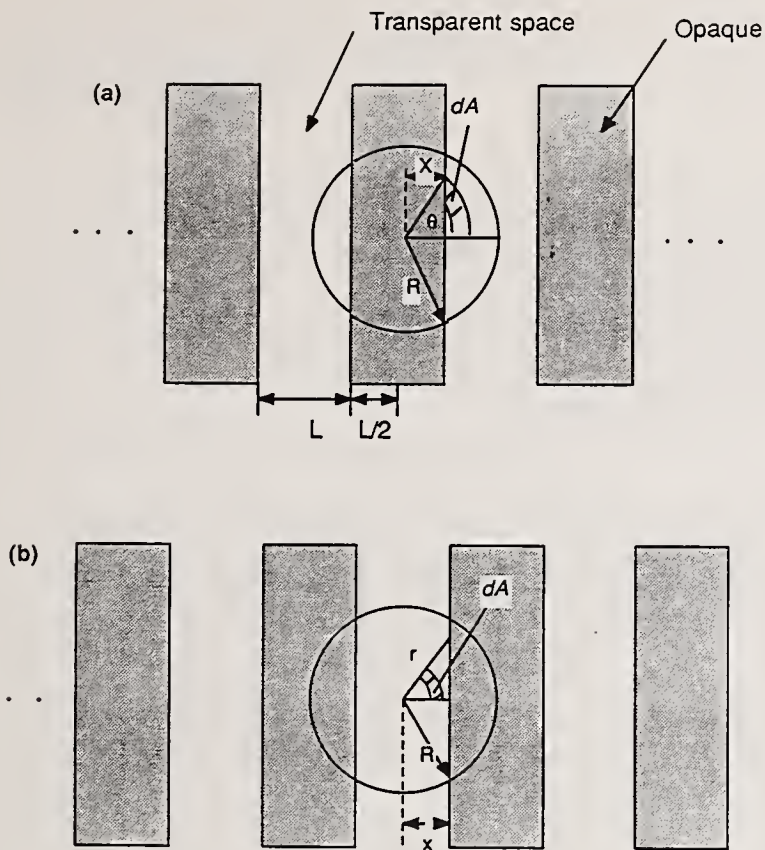 Transparent space
Opaque
(a)
dA
X
θ
R
. . .
. . .
L
L/2
(b)
dA
r
R
. .
x